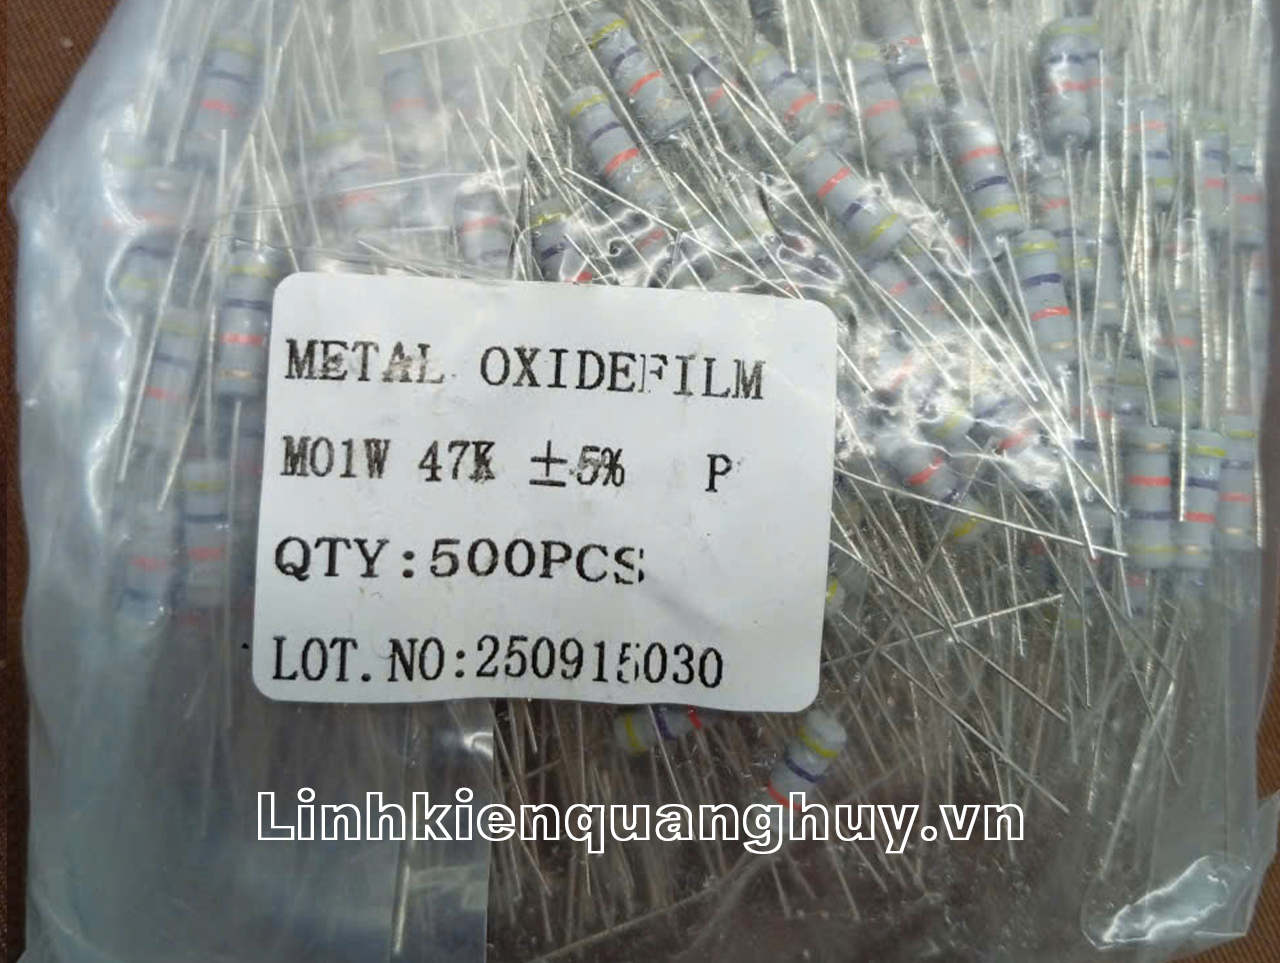 METAL OXIDEFILM
MO1W 47K ±5% P
QTY:500PCS
LOT.NO:250915030
Linhkienquanghuy.vn